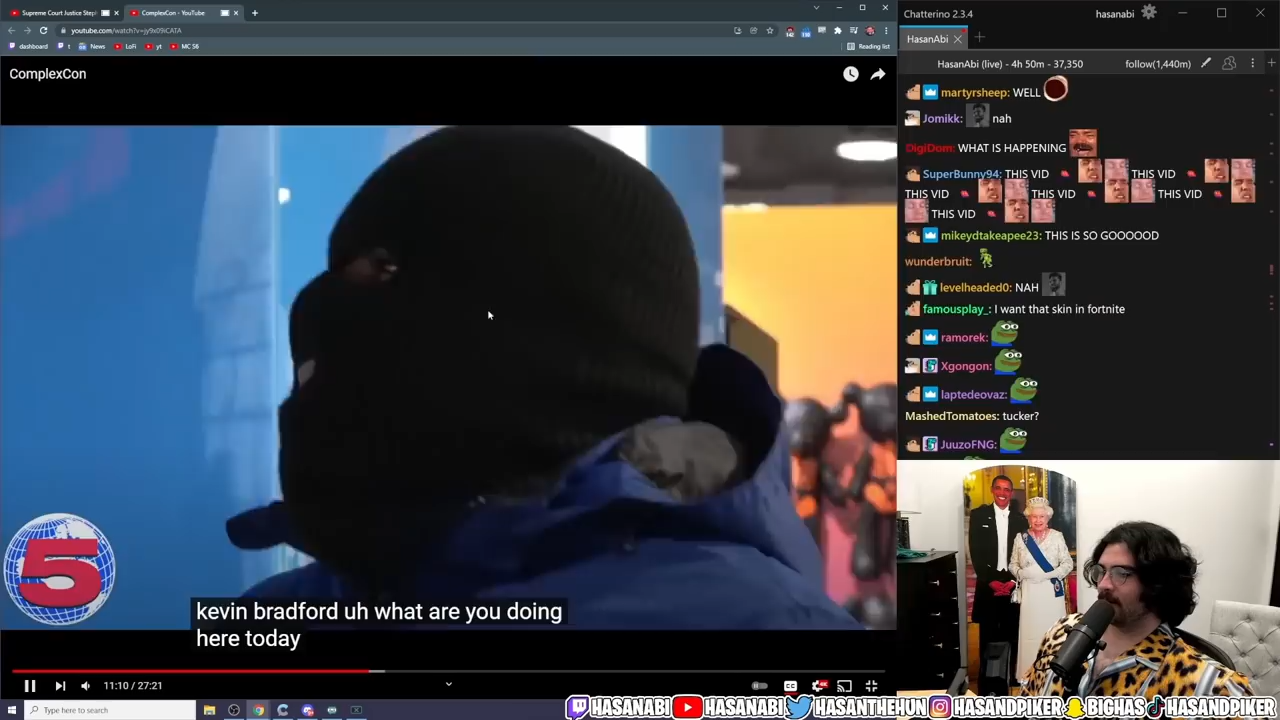 Supreme Court Justice Step
ComplexCon - YouTube
youtube.com/watch?v=jy9x09iCATA
dashboard
t
News
LoFi
yt
MC S6
Reading list
ComplexCon
5
kevin bradford uh what are you doing
here today
11:10 / 27:21
CC
Type here to search
Chatterino 2.3.4
hasanabi
HasanAbi
HasanAbi (live) - 4h 50m - 37,350
follow(1,440m)
martyrsheep: WELL
Jomikk: nah
DigiDom: WHAT IS HAPPENING
SuperBunny94: THIS VID THIS VID
THIS VID THIS VID THIS VID
THIS VID
mikeydtakeapee23: THIS IS SO GOOOOOD
wunderbruit:
levelheaded0: NAH
famousplay_: I want that skin in fortnite
ramorek:
Xgongon:
laptedeovaz:
MashedTomatoes: tucker?
JuuzoFNG:
HASANABI HASANABI HASANTHEHUN HASANDPIKER BIGHAS HASANDPIKER